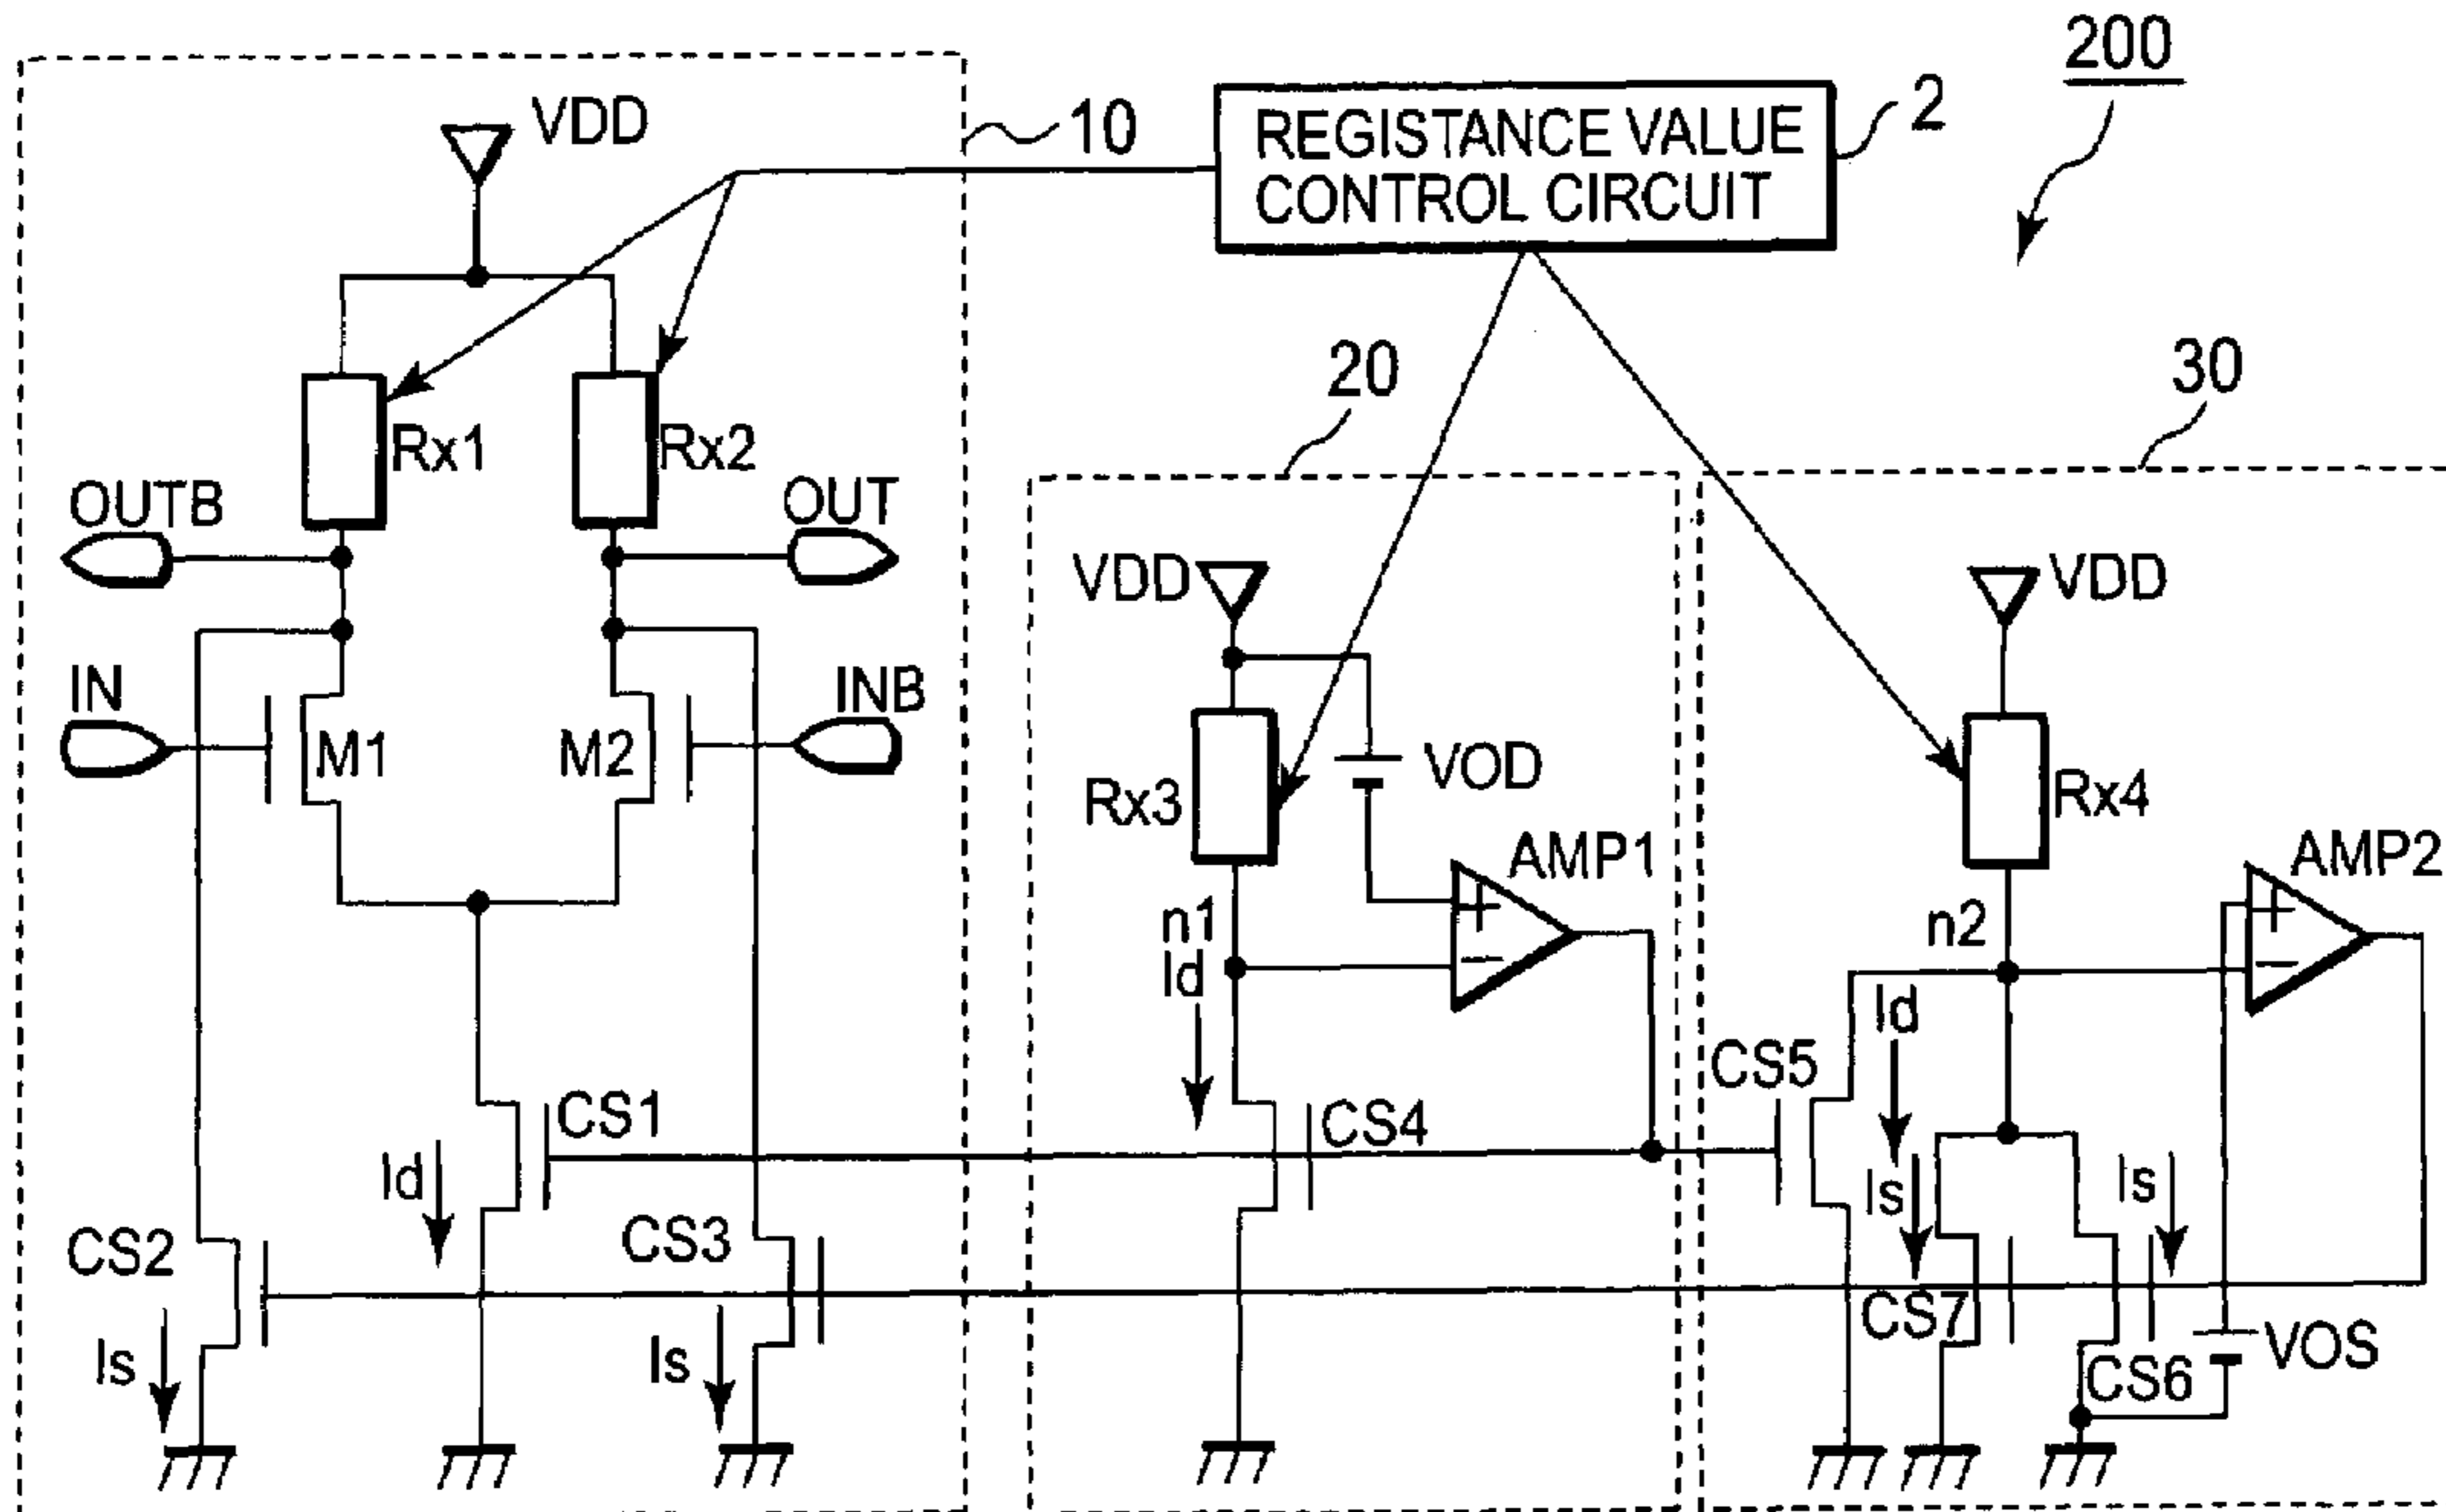 200
VDD
10
REGISTANCE VALUE
CONTROL CIRCUIT
2
20
30
Rx1
Rx2
OUTB
OUT
VDD
VDD
IN
INB
M1
M2
VOD
Rx3
Rx4
AMP1
AMP2
n1
n2
Id
Id
CS5
CS1
CS4
Id
Is
Is
CS2
CS3
CS7
Is
Is
CS6
VOS